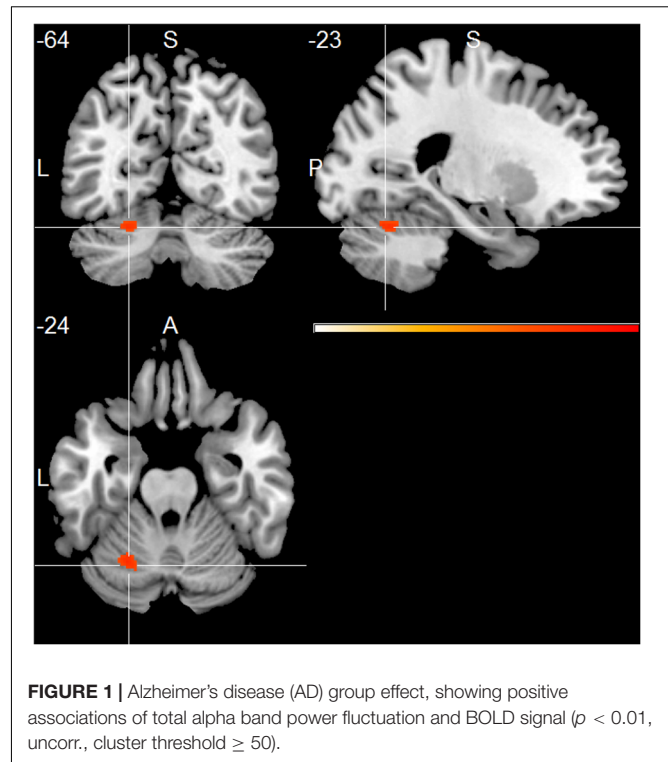 -64 S -23 S
L P
-24 A
L
FIGURE 1 | Alzheimer's disease (AD) group effect, showing positive
associations of total alpha band power fluctuation and BOLD signal (p < 0.01,
uncorr., cluster threshold ≥ 50).